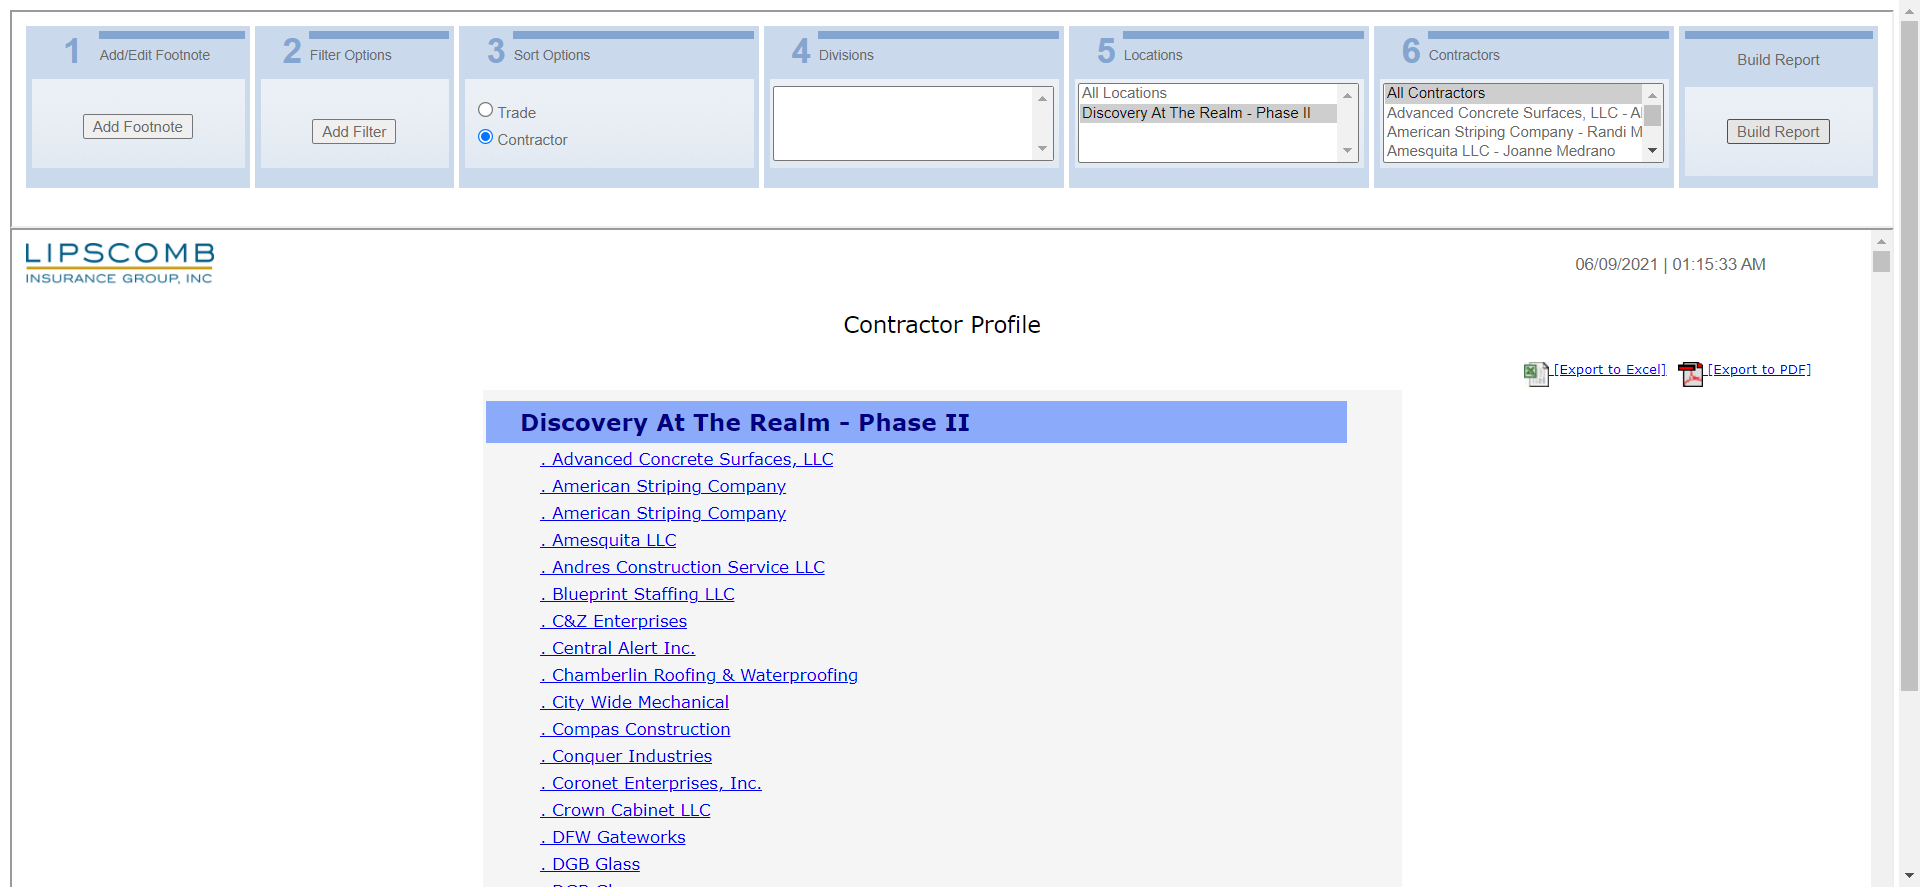 1 Add/Edit Footnote
Add Footnote
2 Filter Options
Add Filter
3 Sort Options
Trade
Contractor
4 Divisions
5 Locations
All Locations
Discovery At The Realm - Phase II
6 Contractors
All Contractors
Advanced Concrete Surfaces, LLC - A
American Striping Company - Randi M
Amesquita LLC - Joanne Medrano
Build Report
Build Report
LIPSCOMB
INSURANCE GROUP, INC
06/09/2021 | 01:15:33 AM
Contractor Profile
[Export to Excel] [Export to PDF]
Discovery At The Realm - Phase II
. Advanced Concrete Surfaces, LLC
. American Striping Company
. American Striping Company
. Amesquita LLC
. Andres Construction Service LLC
. Blueprint Staffing LLC
. C&Z Enterprises
. Central Alert Inc.
. Chamberlin Roofing & Waterproofing
. City Wide Mechanical
. Compas Construction
. Conquer Industries
. Coronet Enterprises, Inc.
. Crown Cabinet LLC
. DFW Gateworks
. DGB Glass